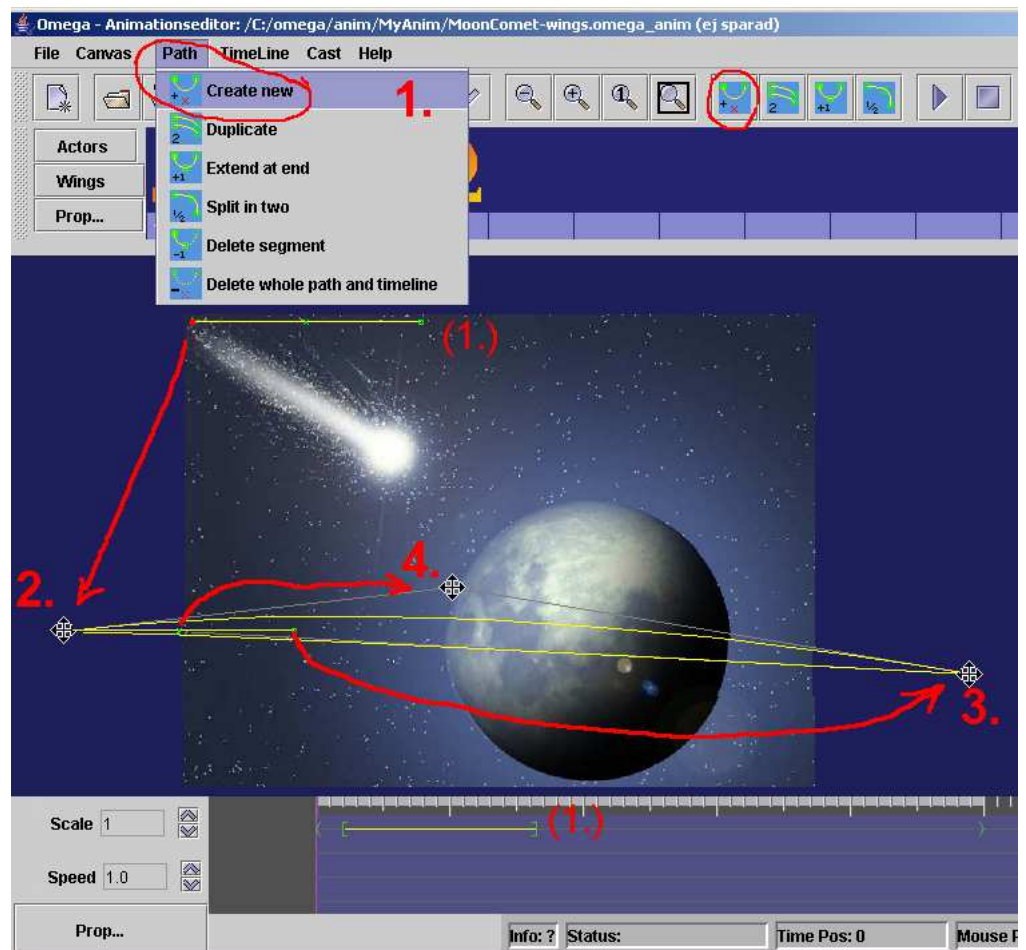 Omega - Animationseditor: /C:/omega/anim/MyAnim/MoonComet-wings.omega_anim (ej sparad)
File Canvas Path TimeLine Cast Help
Create new
1.
Duplicate
Extend at end
Split in two
Delete segment
Delete whole path and timeline
Actors
Wings
Prop...
(1.)
4.
2.
3.
Scale 1
(1.)
Speed 1.0
Prop...
Info: ? Status: Time Pos: 0 Mouse